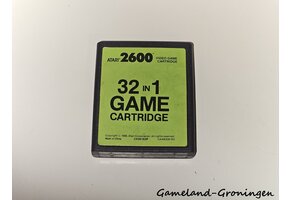 ATARI 2600 VIDEO GAME
CARTRIDGE
32 IN 1
GAME
CARTRIDGE
Gameland-Groningen